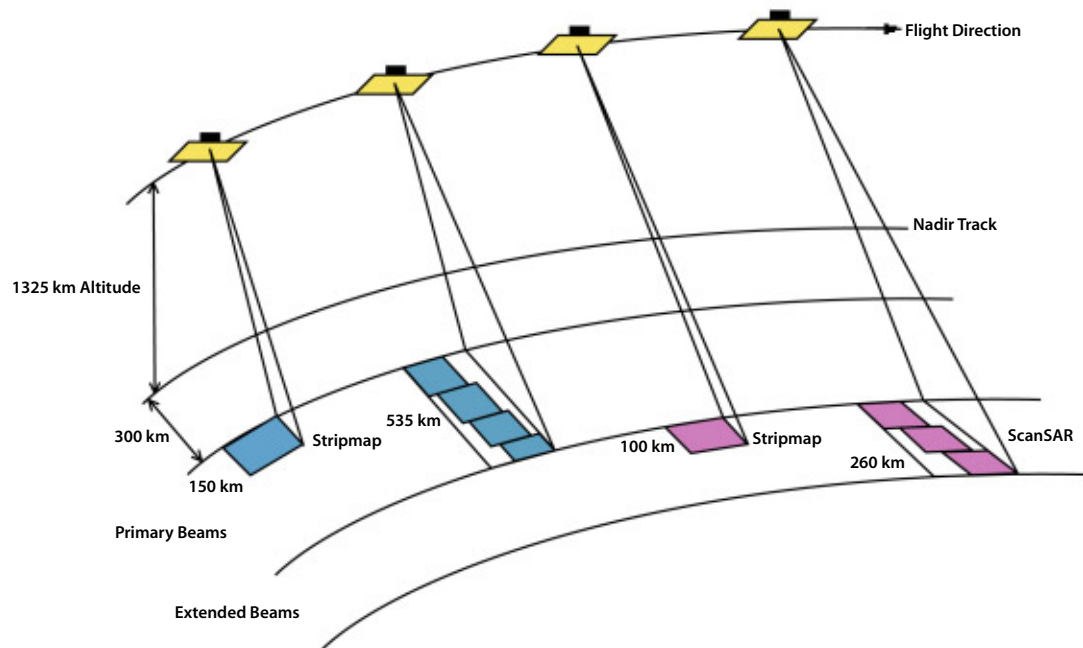 Flight Direction
Nadir Track
1325 km Altitude
300 km
Stripmap
535 km
100 km
Stripmap
ScanSAR
260 km
150 km
Primary Beams
Extended Beams